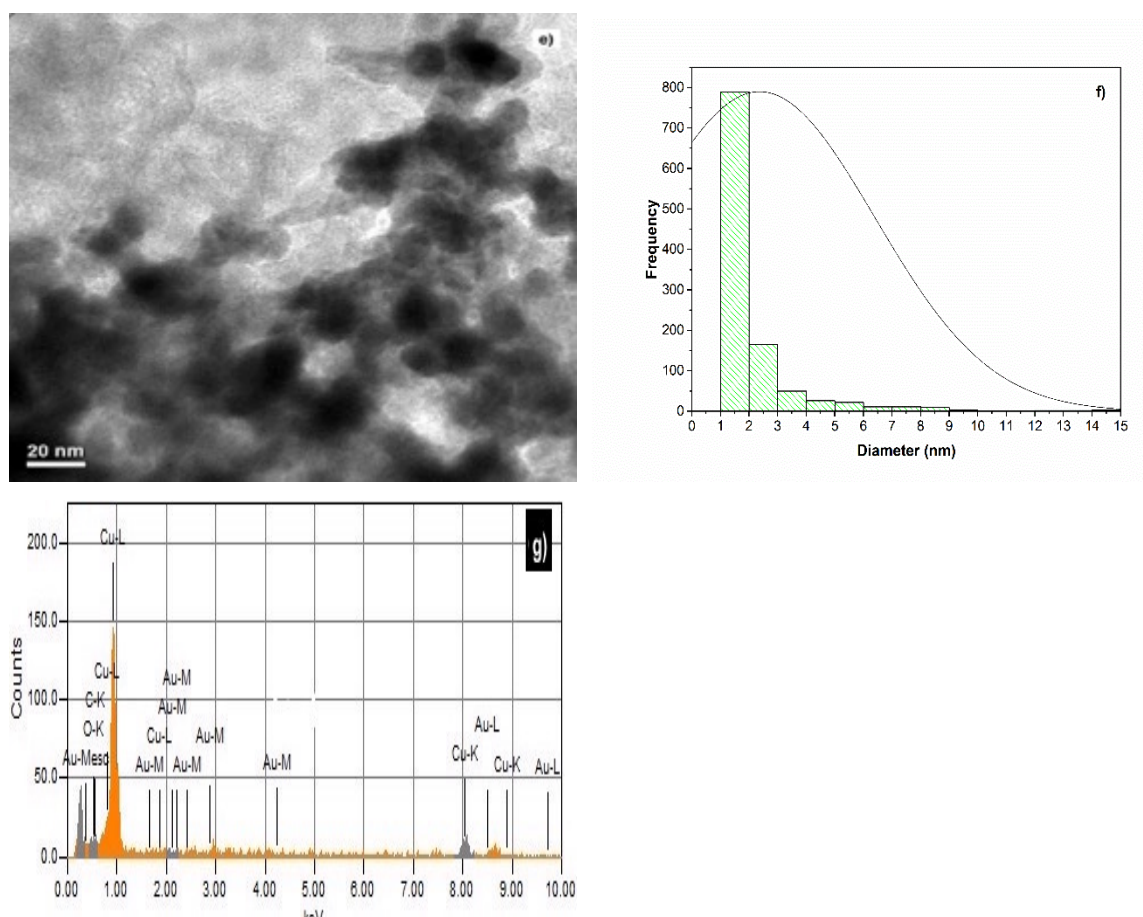 e)
20 nm
f)
Frequency
800
700
600
500
400
300
200
100
0
0 1 2 3 4 5 6 7 8 9 10 11 12 13 14 15
Diameter (nm)
g)
Counts
200.0
150.0
100.0
50.0
0.0
Cu-L
Cu-L
C-K
O-K
Au-Mesc
Au-M
Au-M
Cu-L
Au-M
Au-M
Au-M
Au-M
Au-L
Cu-K
Cu-K
Au-L
0.00 1.00 2.00 3.00 4.00 5.00 6.00 7.00 8.00 9.00 10.00
keV